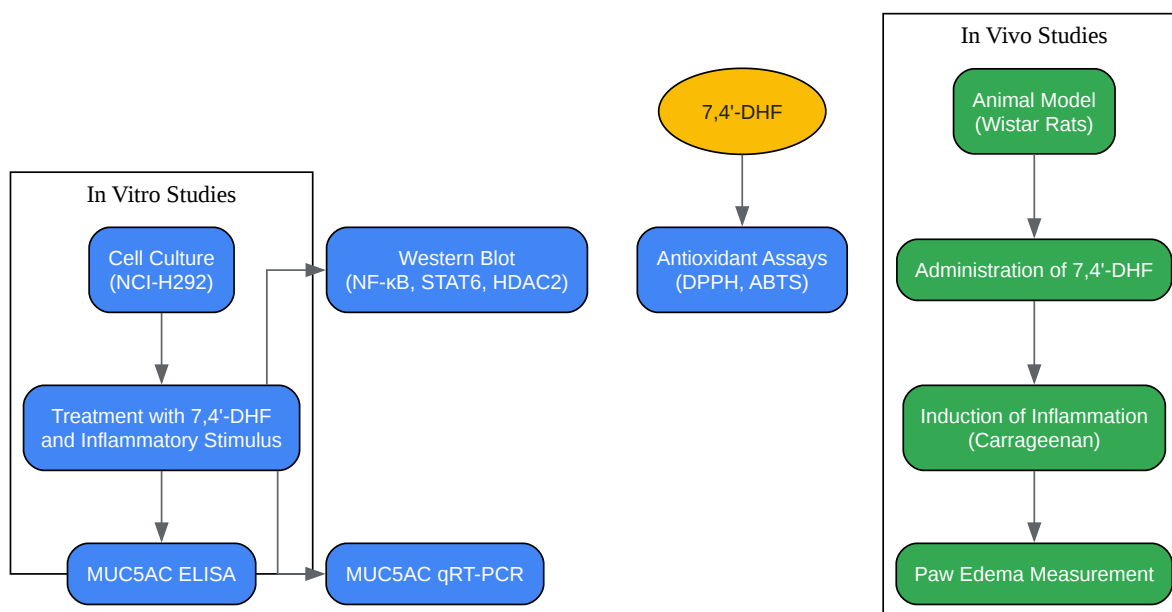 In Vitro Studies
Cell Culture
(NCI-H292)
Treatment with 7,4'-DHF
and Inflammatory Stimulus
MUC5AC ELISA
Western Blot
(NF-κB, STAT6, HDAC2)
MUC5AC qRT-PCR
7,4'-DHF
Antioxidant Assays
(DPPH, ABTS)
In Vivo Studies
Animal Model
(Wistar Rats)
Administration of 7,4'-DHF
Induction of Inflammation
(Carrageenan)
Paw Edema Measurement